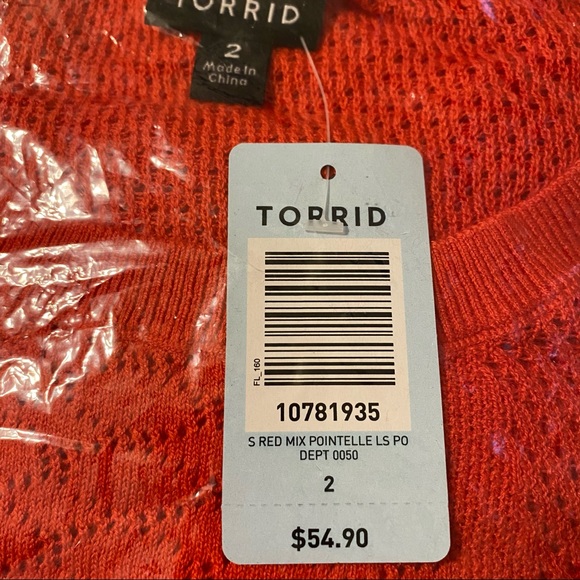 TORRID
2
Made In
China
TORRID
FL_160
10781935
S RED MIX POINTELLE LS PO
DEPT 0050
2
$54.90